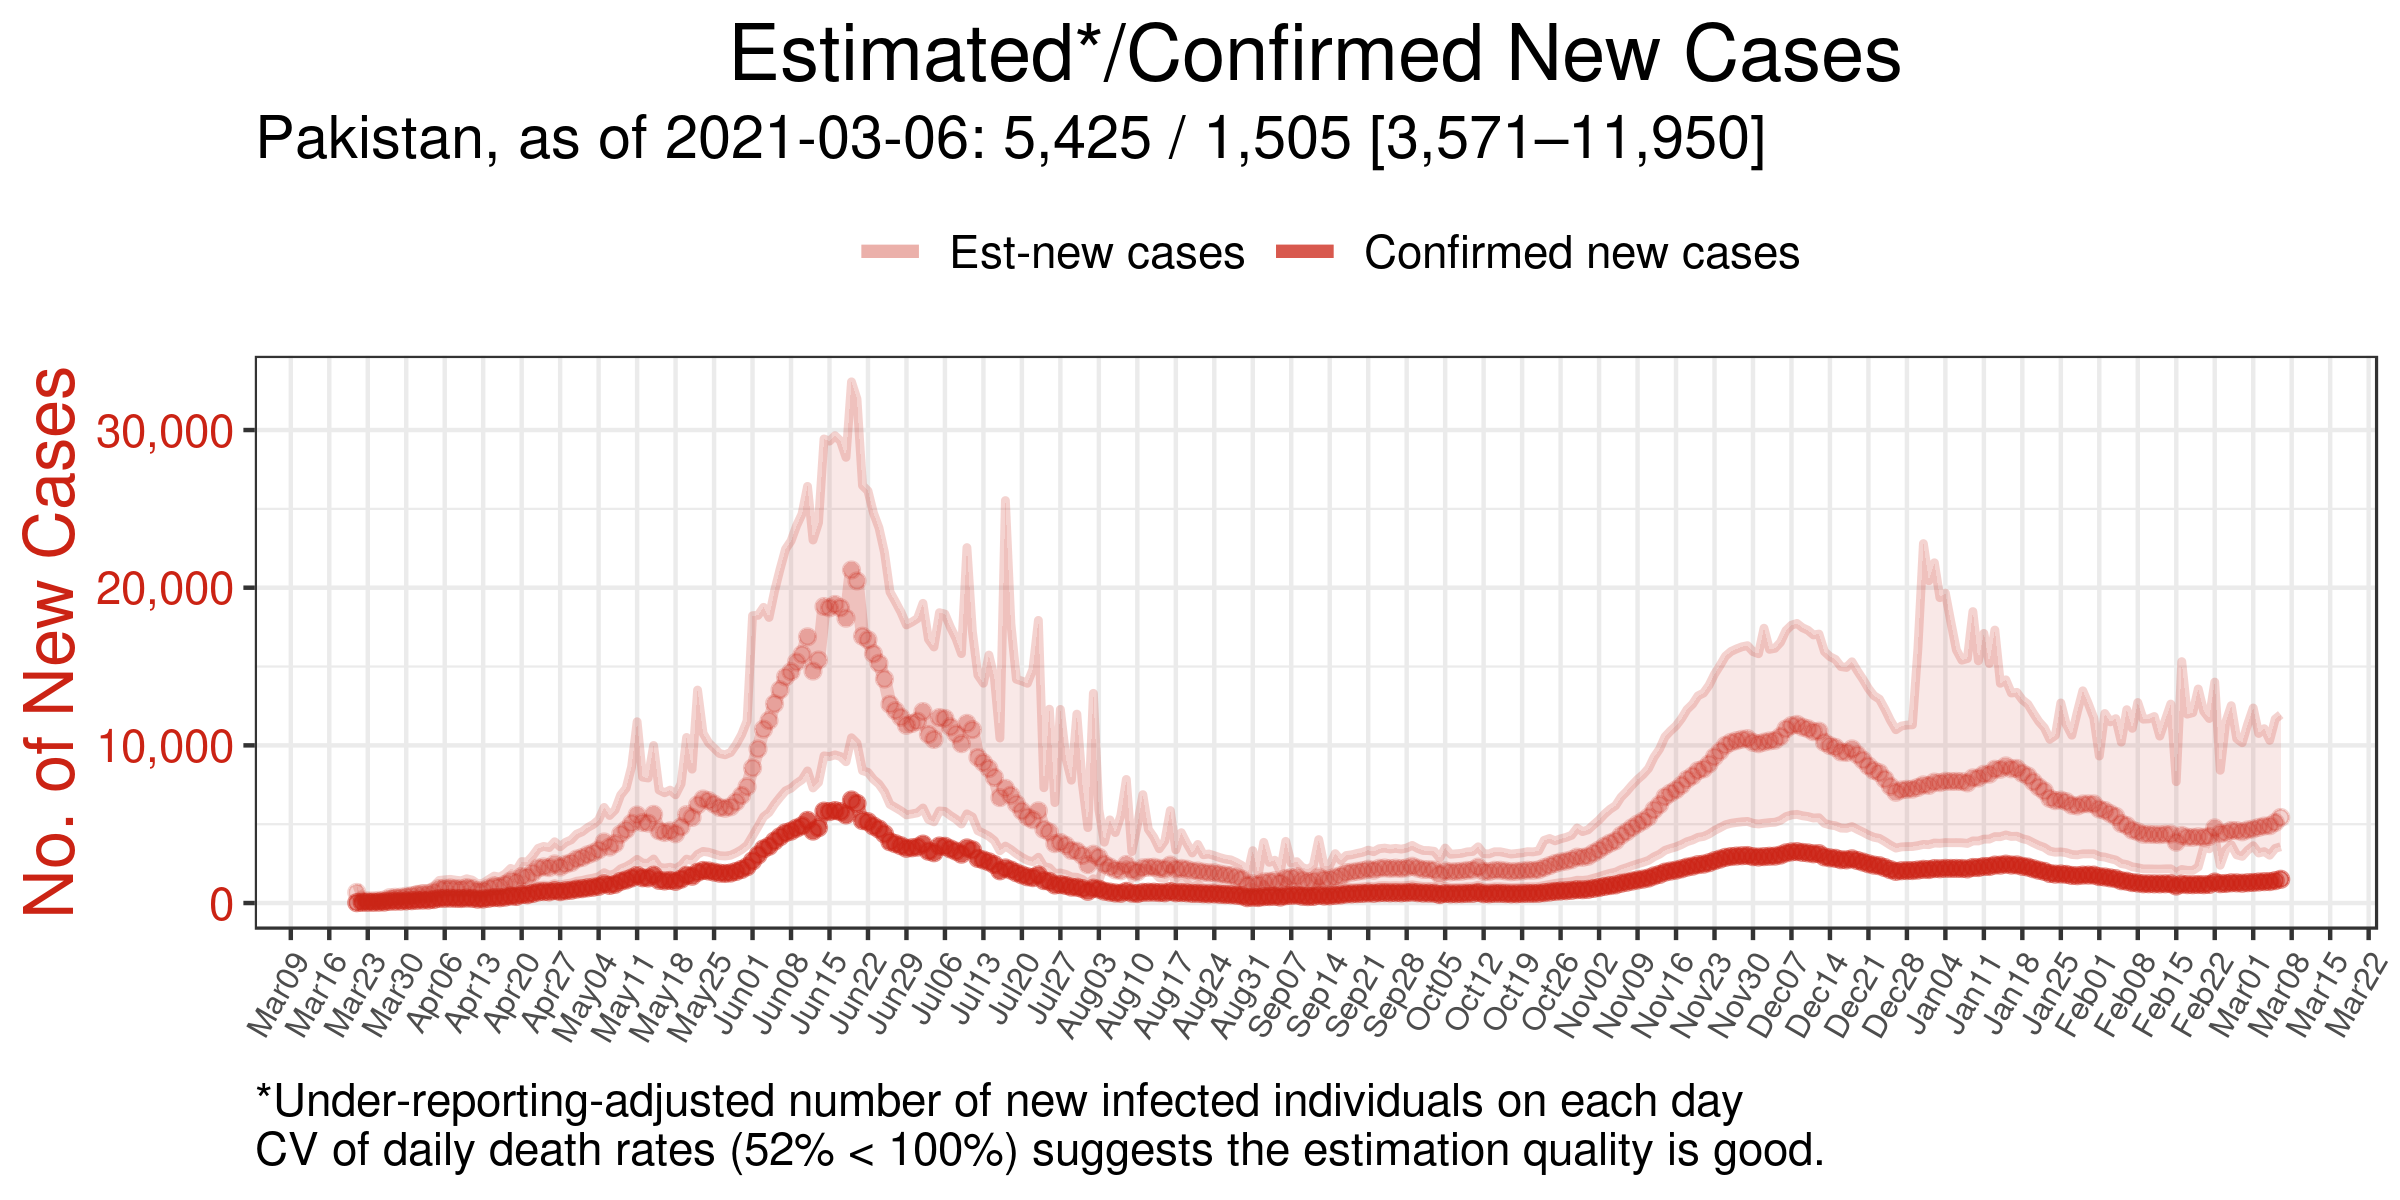 Estimated*/Confirmed New Cases
Pakistan, as of 2021-03-06: 5,425 / 1,505 [3,571–11,950]
Est-new cases Confirmed new cases
No. of New Cases
30,000
20,000
10,000
0
Mar09 Mar16 Mar23 Mar30 Apr06 Apr13 Apr20 Apr27 May04 May11 May18 May25 Jun01 Jun08 Jun15 Jun22 Jun29 Jul06 Jul13 Jul20 Jul27 Aug03 Aug10 Aug17 Aug24 Aug31 Sep07 Sep14 Sep21 Sep28 Oct05 Oct12 Oct19 Oct26 Nov02 Nov09 Nov16 Nov23 Nov30 Dec07 Dec14 Dec21 Dec28 Jan04 Jan11 Jan18 Jan25 Feb01 Feb08 Feb15 Feb22 Mar01 Mar08 Mar15 Mar22
*Under-reporting-adjusted number of new infected individuals on each day
CV of daily death rates (52% < 100%) suggests the estimation quality is good.